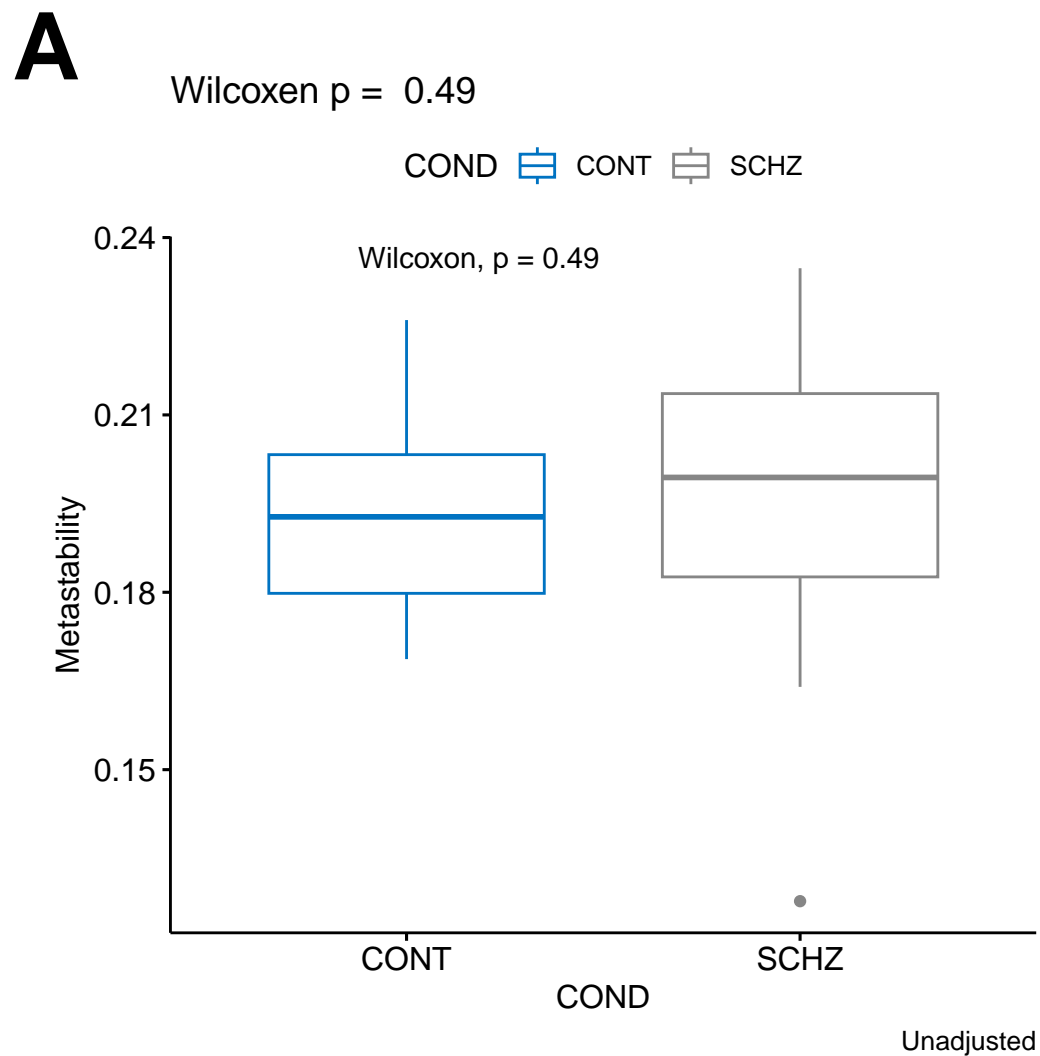 A
Wilcoxen p =  0.49
COND CONT SCHZ
0.24
Wilcoxon, p = 0.49
0.21
0.18
0.15
Metastability
CONT SCHZ
COND
Unadjusted